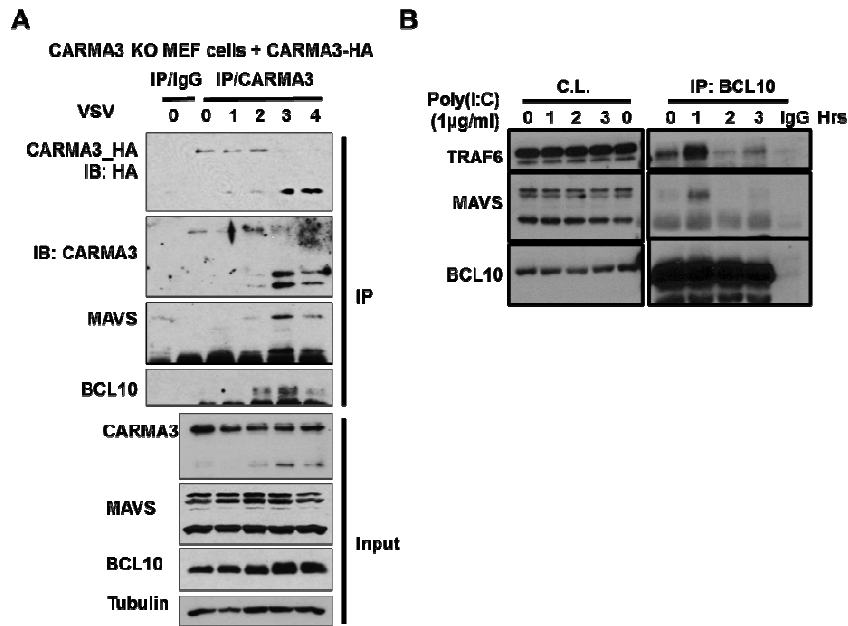 A
CARMA3 KO MEF cells + CARMA3-HA
IP/IgG IP/CARMA3
VSV 0 0 1 2 3 4
CARMA3_HA
IB: HA
IB: CARMA3
MAVS
BCL10
IP
CARMA3
MAVS
BCL10
Tubulin
Input
B
C.L. IP: BCL10
Poly(I:C)
(1µg/ml)
0 1 2 3 0 0 1 2 3 IgG Hrs
TRAF6
MAVS
BCL10